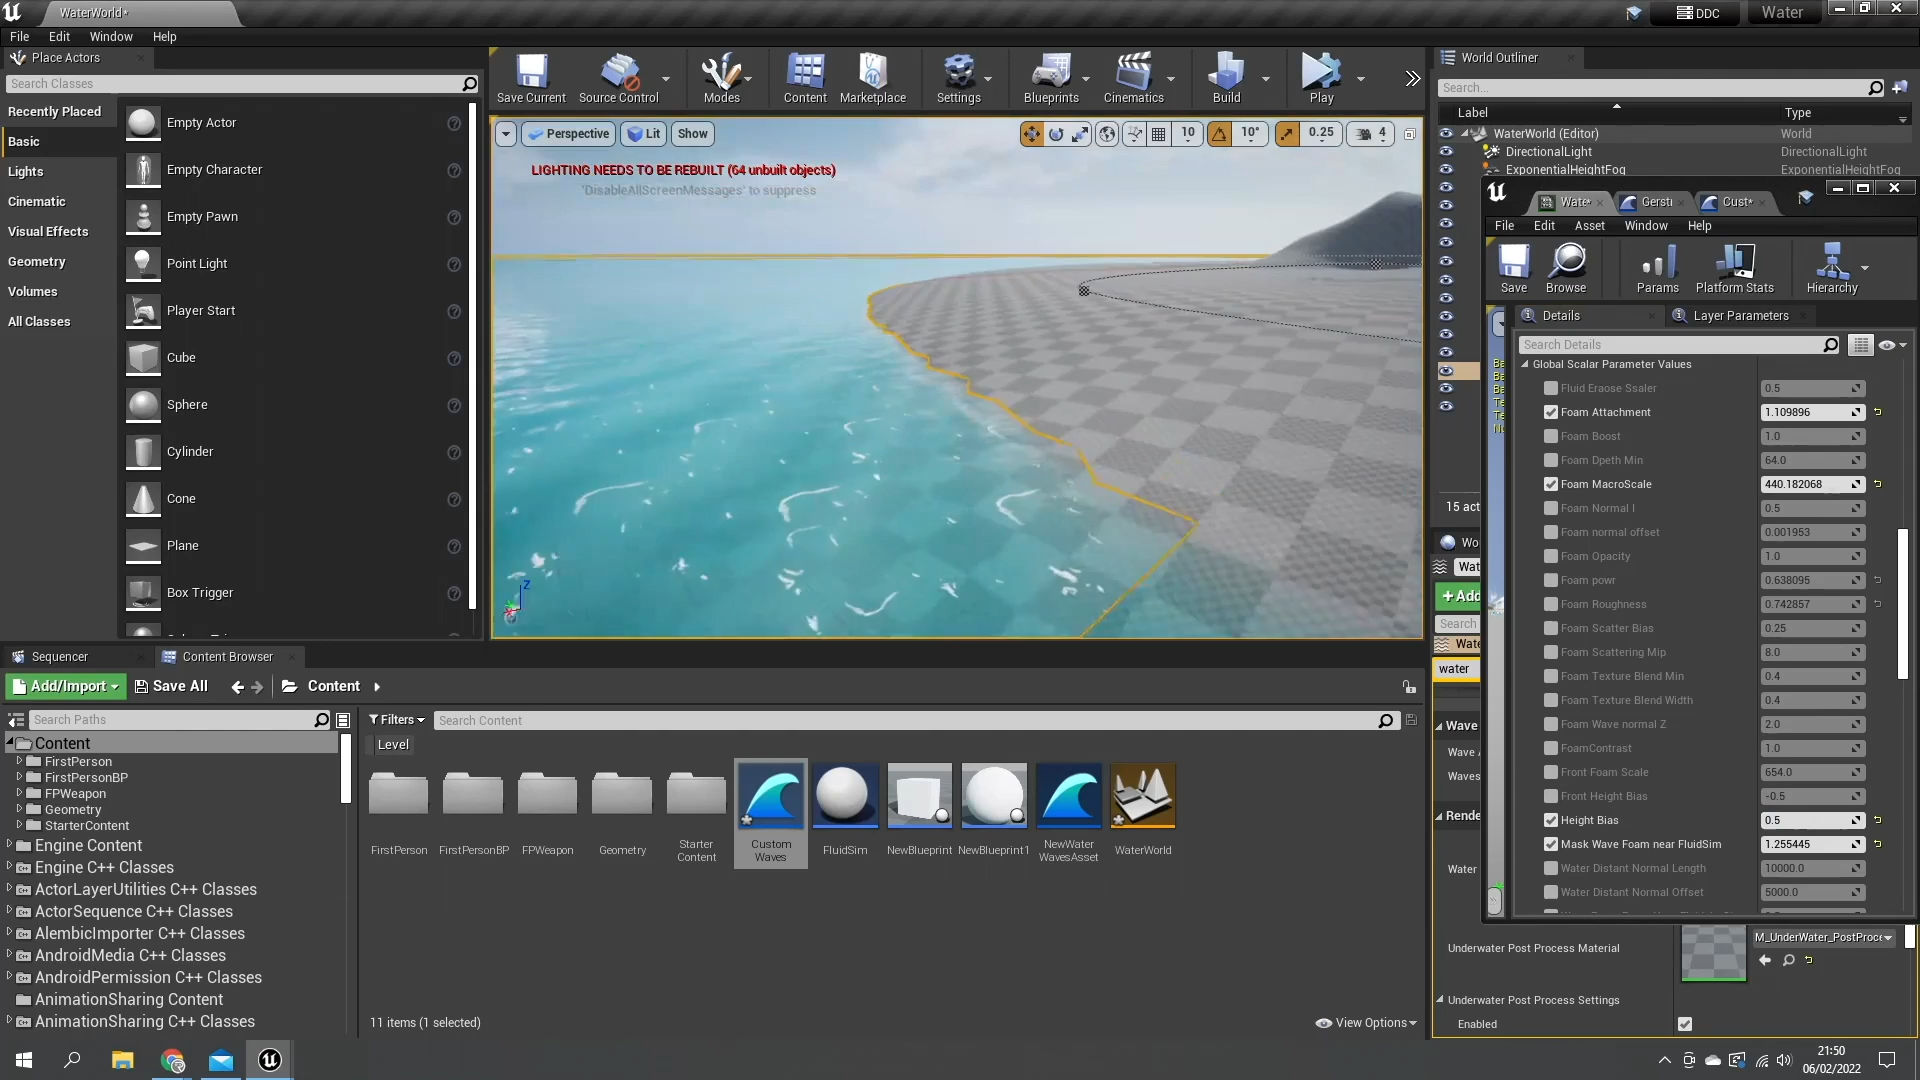 WaterWorld*
DDC
Water
File Edit Window Help
Place Actors
Search Classes
Recently Placed
Basic
Lights
Cinematic
Visual Effects
Geometry
Volumes
All Classes
Empty Actor
Empty Character
Empty Pawn
Point Light
Player Start
Cube
Sphere
Cylinder
Cone
Plane
Box Trigger
Save Current Source Control Modes Content Marketplace Settings Blueprints Cinematics Build Play
Perspective Lit Show 10 10° 0.25 4
LIGHTING NEEDS TO BE REBUILT (64 unbuilt objects)
'DisableAllScreenMessages' to suppress
Z
World Outliner
Search...
Label Type
WaterWorld (Editor) World
DirectionalLight DirectionalLight
ExponentialHeightFog ExponentialHeightFog
15 act
Wo
Wat
+ Add
Search
Wate
water
Wave
Wave A
Waves
Rende
Water
Wate* Gerstı Cust*
File Edit Asset Window Help
Save Browse Params Platform Stats Hierarchy
Details Layer Parameters
Search Details
Global Scalar Parameter Values
Fluid Eraose Ssaler 0.5
Foam Attachment 1.109896
Foam Boost 1.0
Foam Dpeth Min 64.0
Foam MacroScale 440.182068
Foam Normal I 0.5
Foam normal offset 0.001953
Foam Opacity 1.0
Foam powr 0.638095
Foam Roughness 0.742857
Foam Scatter Bias 0.25
Foam Scattering Mip 8.0
Foam Texture Blend Min 0.4
Foam Texture Blend Width 0.4
Foam Wave normal Z 2.0
FoamContrast 1.0
Front Foam Scale 654.0
Front Height Bias -0.5
Height Bias 0.5
Mask Wave Foam near FluidSim 1.255445
Water Distant Normal Length 10000.0
Water Distant Normal Offset 5000.0
Underwater Post Process Material M_UnderWater_PostProce
Underwater Post Process Settings
Enabled
Sequencer Content Browser
Add/Import Save All Content
Search Paths
Filters Search Content
Level
Content
FirstPerson
FirstPersonBP
FPWeapon
Geometry
StarterContent
Engine Content
Engine C++ Classes
ActorLayerUtilities C++ Classes
ActorSequence C++ Classes
AlembicImporter C++ Classes
AndroidMedia C++ Classes
AndroidPermission C++ Classes
AnimationSharing Content
AnimationSharing C++ Classes
FirstPerson FirstPersonBP FPWeapon Geometry Starter Content Custom Waves FluidSim NewBlueprint NewBlueprint1 NewWater WavesAsset WaterWorld
11 items (1 selected)
View Options
21:50
06/02/2022